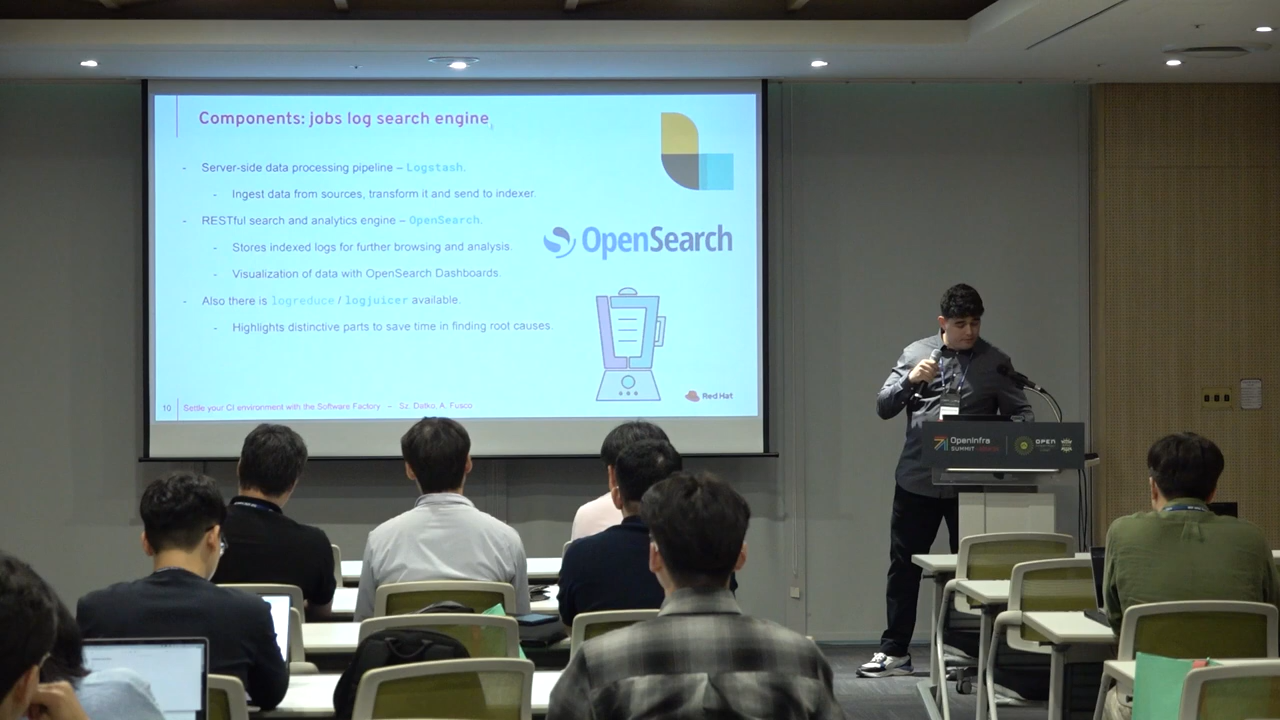 Components: jobs log search engine
- Server-side data processing pipeline – Logstash.
- Ingest data from sources, transform it and send to indexer.
- RESTful search and analytics engine – OpenSearch.
- Stores indexed logs for further browsing and analysis.
- Visualization of data with OpenSearch Dashboards.
- Also there is logreduce / logjuicer available.
- Highlights distinctive parts to save time in finding root causes.
OpenSearch
Red Hat
10 Settle your CI environment with the Software Factory – Sz. Datko, A. Fusco
OpenInfra
SUMMIT
OPEN